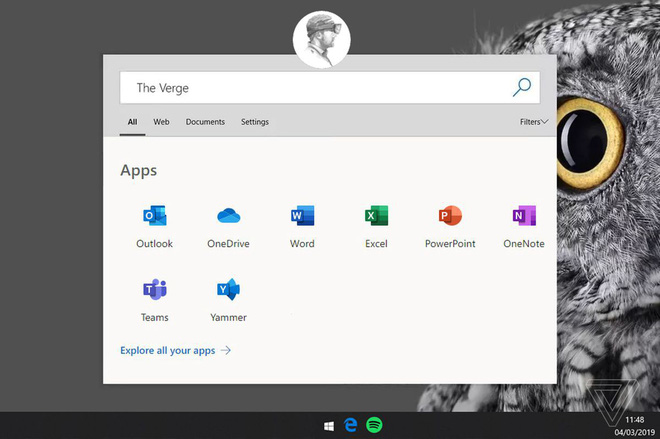 The Verge
All Web Documents Settings Filters
Apps
Outlook OneDrive Word Excel PowerPoint OneNote
Teams Yammer
Explore all your apps
11:48
04/03/2019